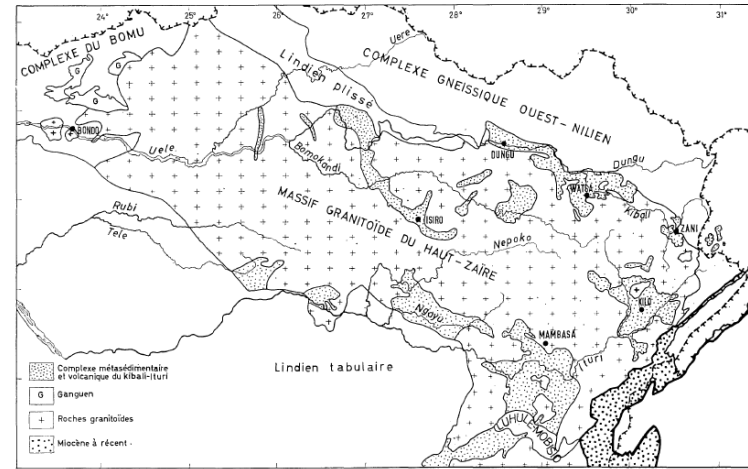 24° 25° 26° 27° 28° 29° 30° 31°
COMPLEXE DU BOMU
G
G
G
Uere
Lindien plissé
COMPLEXE GNEISSIQUE OUEST-NILIEN
BONDO
Uele
Bomokandi
DUNGU
Dungu
WATSA
Kibali
ZANI
MASSIF GRANITOÏDE DU HAUT-ZAÏRE
ISIRO
Nepoko
Rubi
Tele
Ngayu
KILO
MAMBASA
Ituri
Lindien tabulaire
LUHULE-MOBISIO
Complexe métasédimentaire
et volcanique du Kibali-Ituri
G Ganguen
Roches granitoïdes
Miocène à récent